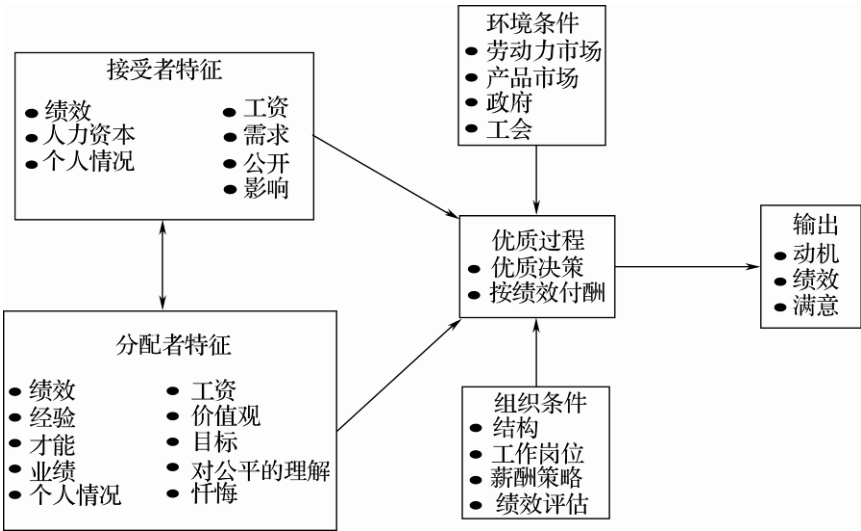 环境条件
● 劳动力市场
● 产品市场
● 政府
● 工会
接受者特征
● 绩效
● 人力资本
● 个人情况
● 工资
● 需求
● 公开
● 影响
优质过程
● 优质决策
● 按绩效付酬
输出
● 动机
● 绩效
● 满意
分配者特征
● 绩效
● 经验
● 才能
● 业绩
● 个人情况
● 工资
● 价值观
● 目标
● 对公平的理解
● 忏悔
组织条件
● 结构
● 工作岗位
● 薪酬策略
● 绩效评估